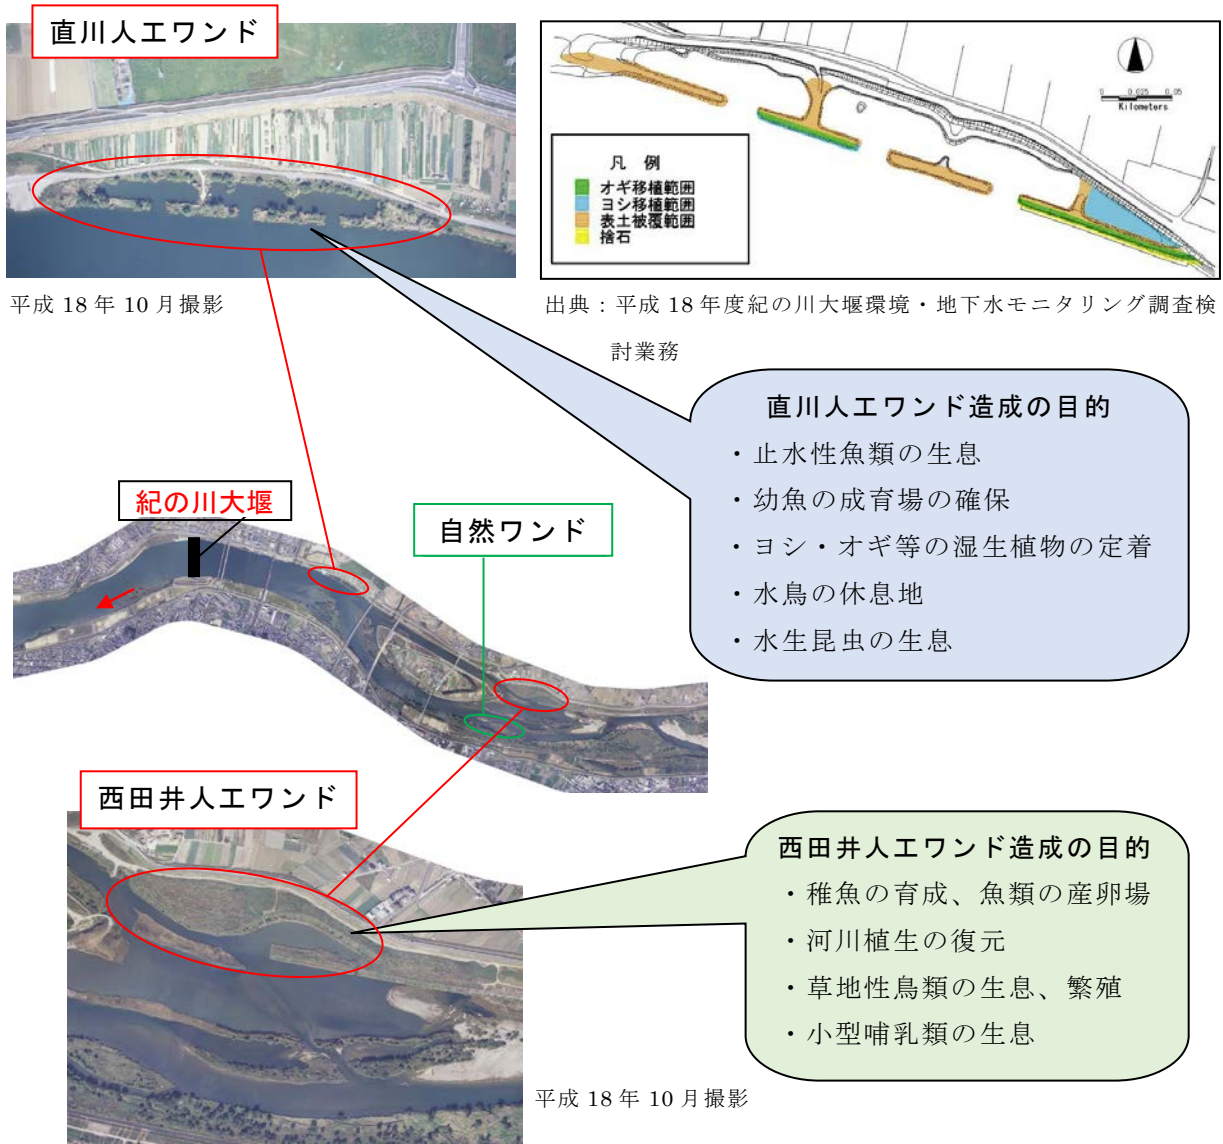 直川人工ワンド
0 0.025 0.05
Kilometers
凡 例
オギ移植範囲
ヨシ移植範囲
表土被覆範囲
捨石
平成 18 年 10 月撮影
出典：平成 18 年度紀の川大堰環境・地下水モニタリング調査検
討業務
直川人工ワンド造成の目的
・止水性魚類の生息
・幼魚の成育場の確保
・ヨシ・オギ等の湿生植物の定着
・水鳥の休息地
・水生昆虫の生息
紀の川大堰
自然ワンド
西田井人工ワンド
西田井人工ワンド造成の目的
・稚魚の育成、魚類の産卵場
・河川植生の復元
・草地性鳥類の生息、繁殖
・小型哺乳類の生息
平成 18 年 10 月撮影